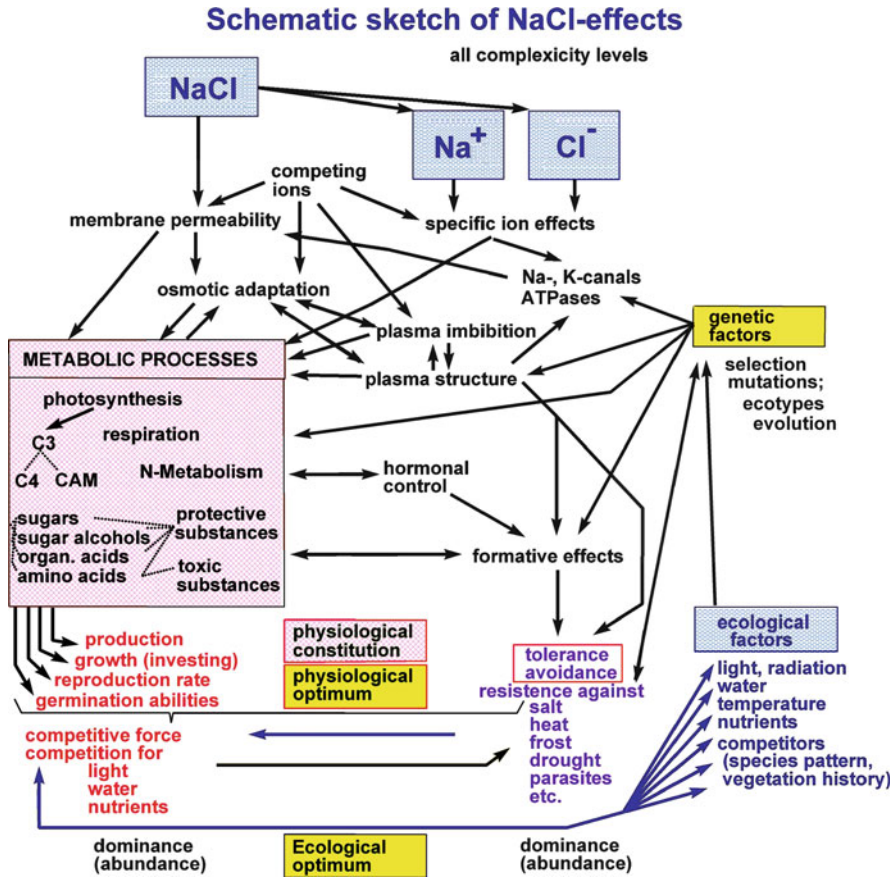 Schematic sketch of NaCl-effects
all complexicity levels
NaCl
Na+
Cl-
competing
ions
membrane permeability
specific ion effects
osmotic adaptation
Na-, K-canals
ATPases
plasma imbibition
genetic
factors
METABOLIC PROCESSES
plasma structure
selection
mutations;
ecotypes
evolution
photosynthesis
C3
respiration
C4
CAM
N-Metabolism
hormonal
control
sugars
sugar alcohols
organ. acids
amino acids
protective
substances
toxic
substances
formative effects
production
growth (investing)
reproduction rate
germination abilities
physiological
constitution
physiological
optimum
tolerance
avoidance
resistence against
salt
heat
frost
drought
parasites
etc.
ecological
factors
light, radiation
water
temperature
nutrients
competitors
(species pattern,
vegetation history)
competitive force
competition for
light
water
nutrients
dominance
(abundance)
Ecological
optimum
dominance
(abundance)